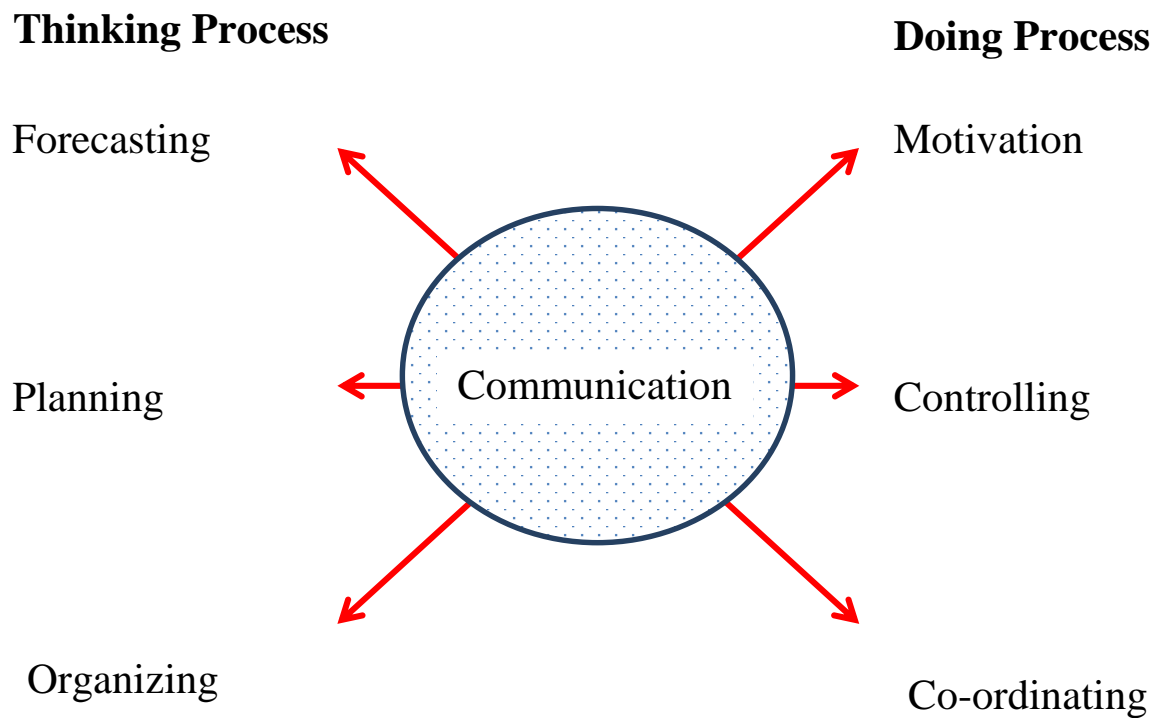 Thinking Process
Doing Process
Forecasting
Motivation
Planning
Communication
Controlling
Organizing
Co-ordinating